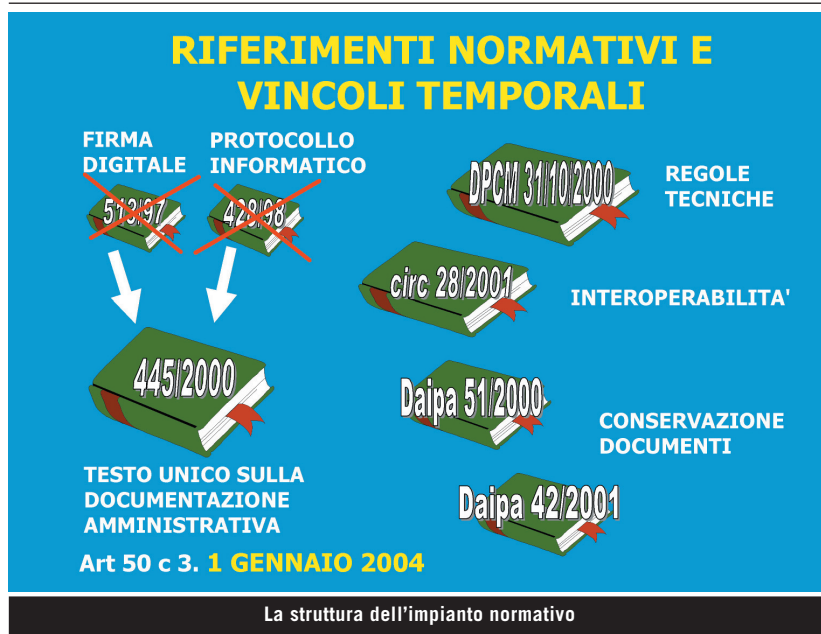 RIFERIMENTI NORMATIVI E
VINCOLI TEMPORALI
FIRMA
DIGITALE
PROTOCOLLO
INFORMATICO
513/97
428/98
445/2000
TESTO UNICO SULLA
DOCUMENTAZIONE
AMMINISTRATIVA
Art 50 c 3. 1 GENNAIO 2004
DPCM 31/10/2000
REGOLE
TECNICHE
circ 28/2001
INTEROPERABILITA'
Daipa 51/2000
CONSERVAZIONE
DOCUMENTI
Daipa 42/2001
La struttura dell'impianto normativo